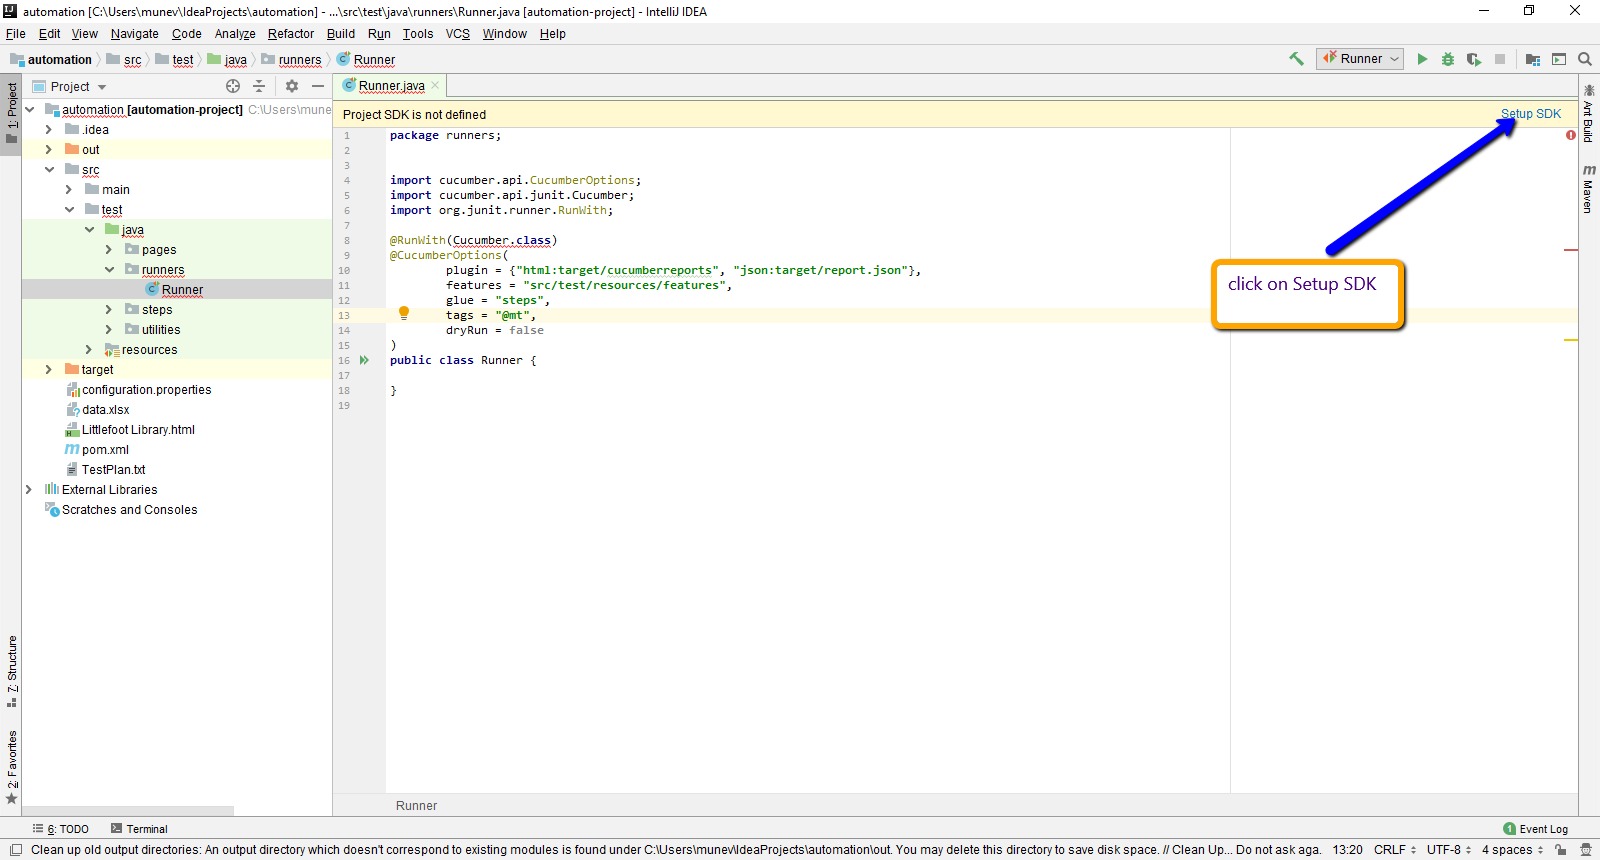 automation [C:\Users\munev\IdeaProjects\automation] - ...\src\test\java\runners\Runner.java [automation-project] - IntelliJ IDEA
File Edit View Navigate Code Analyze Refactor Build Run Tools VCS Window Help
automation src test java runners Runner
Runner
Project
Runner.java
1: Project
7: Structure
2: Favorites
automation [automation-project] C:\Users\mune
.idea
out
src
main
test
java
pages
runners
Runner
steps
utilities
resources
target
configuration.properties
data.xlsx
Littlefoot Library.html
pom.xml
TestPlan.txt
External Libraries
Scratches and Consoles
Project SDK is not defined
Setup SDK
1 package runners;
2
3
4 import cucumber.api.CucumberOptions;
5 import cucumber.api.junit.Cucumber;
6 import org.junit.runner.RunWith;
7
8 @RunWith(Cucumber.class)
9 @CucumberOptions(
10 plugin = {"html:target/cucumberreports", "json:target/report.json"},
11 features = "src/test/resources/features",
12 glue = "steps",
13 tags = "@mt",
14 dryRun = false
15 )
16 public class Runner {
17
18 }
19
click on Setup SDK
Ant Build
Maven
Runner
6: TODO Terminal
1 Event Log
Clean up old output directories: An output directory which doesn't correspond to existing modules is found under C:\Users\munev\IdeaProjects\automation\out. You may delete this directory to save disk space. // Clean Up... Do not ask aga. 13:20 CRLF UTF-8 4 spaces